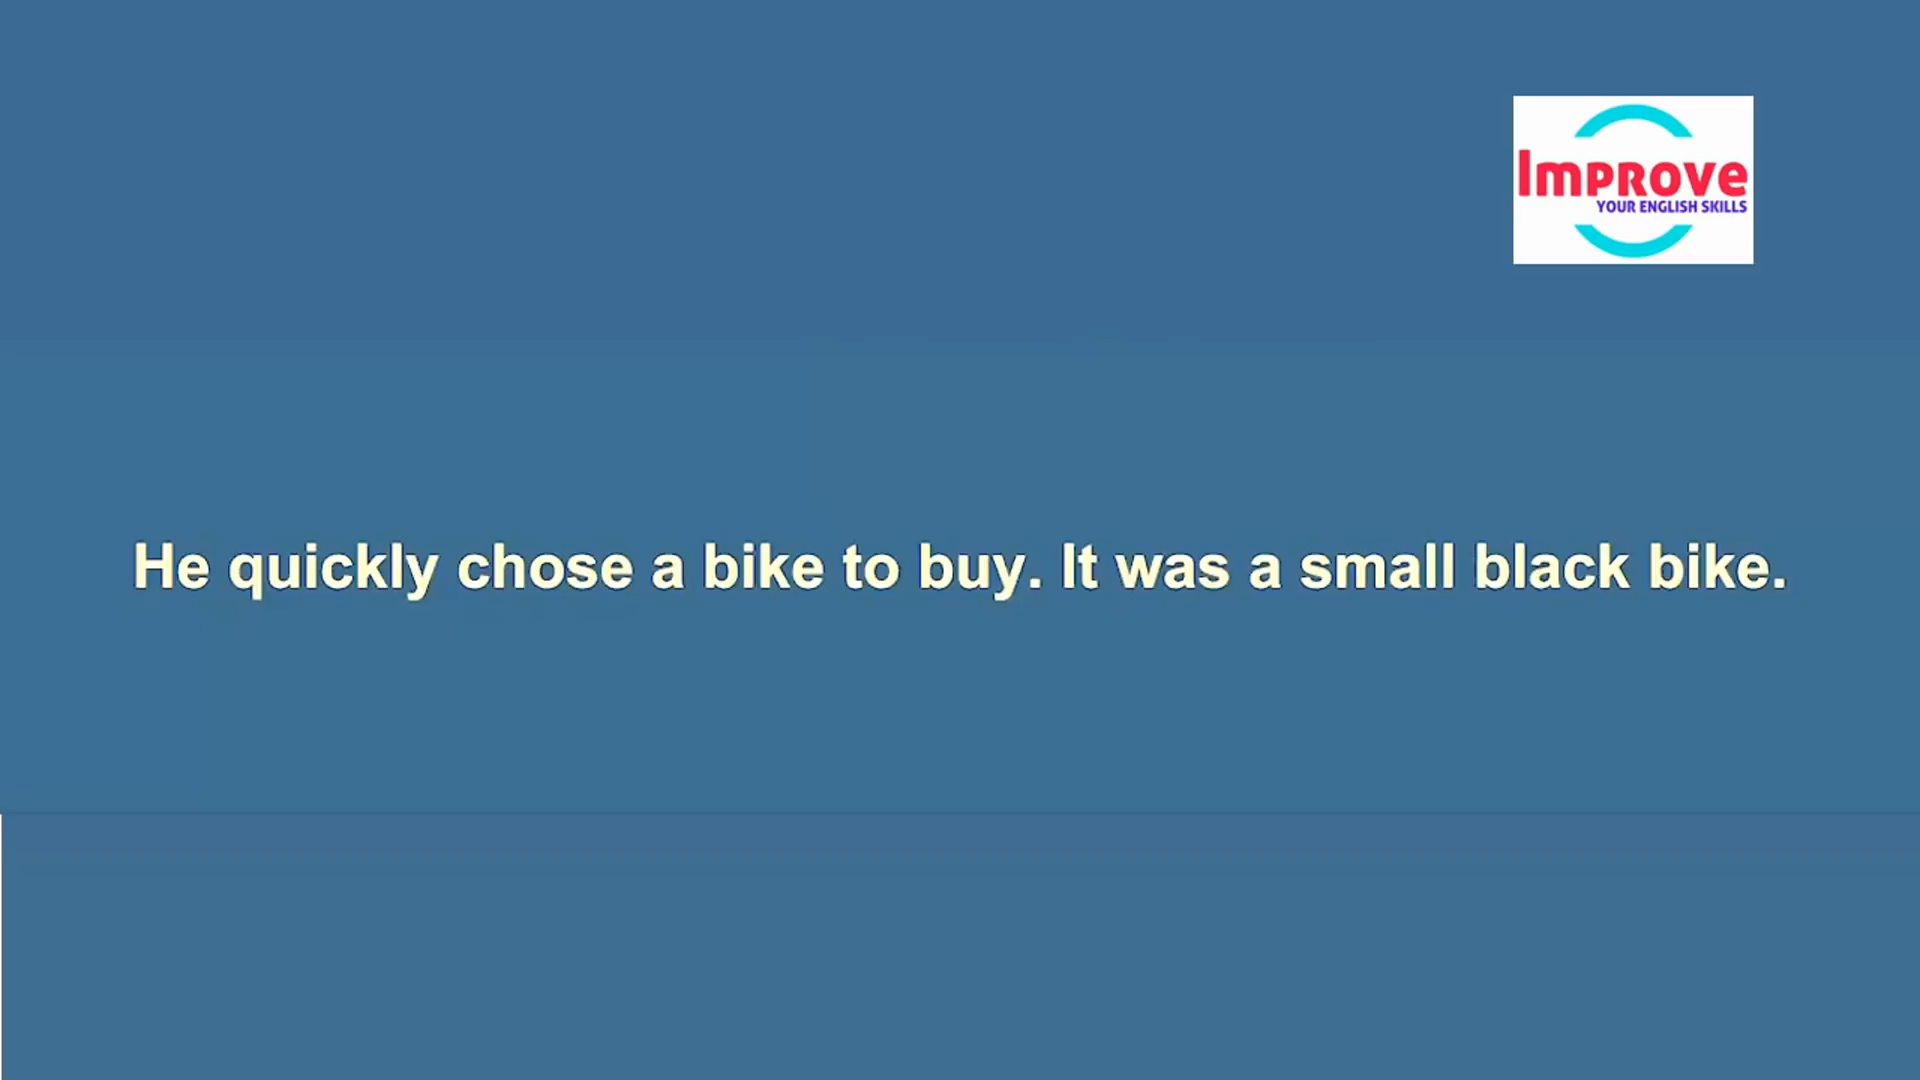 Improve
YOUR ENGLISH SKILLS
He quickly chose a bike to buy. It was a small black bike.